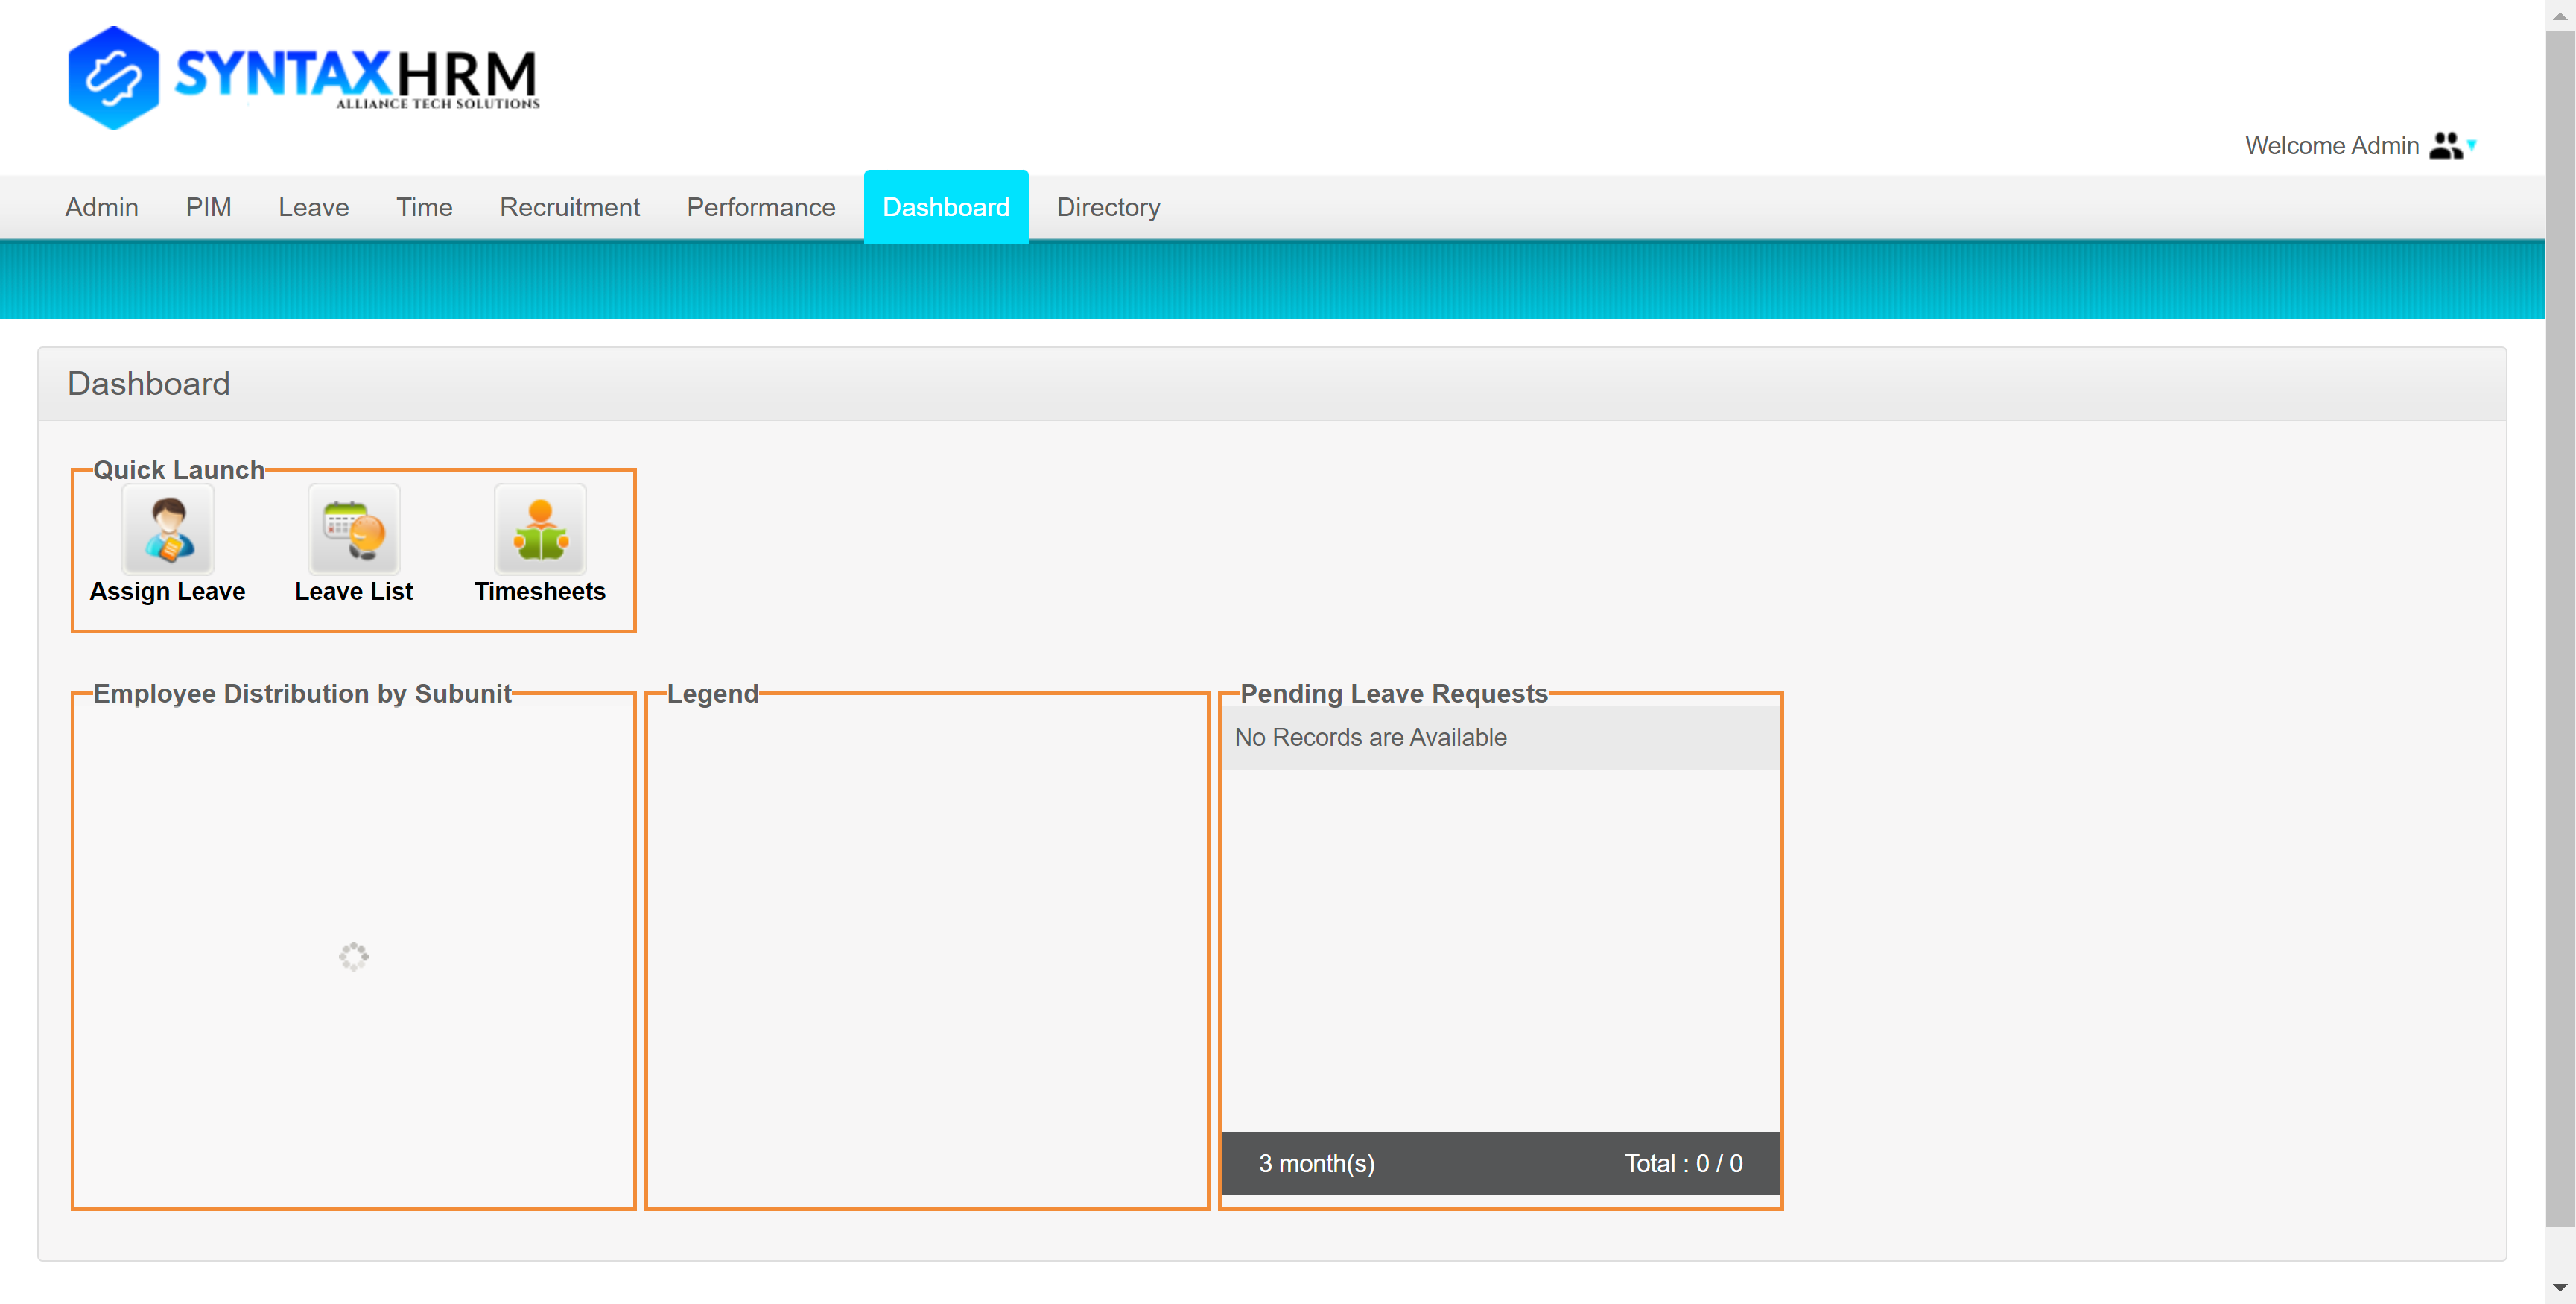 SYNTAXHRM
ALLIANCE TECH SOLUTIONS
Welcome Admin
Admin PIM Leave Time Recruitment Performance Dashboard Directory
Dashboard
Quick Launch
Assign Leave Leave List Timesheets
Employee Distribution by Subunit Legend Pending Leave Requests
No Records are Available
3 month(s) Total : 0 / 0